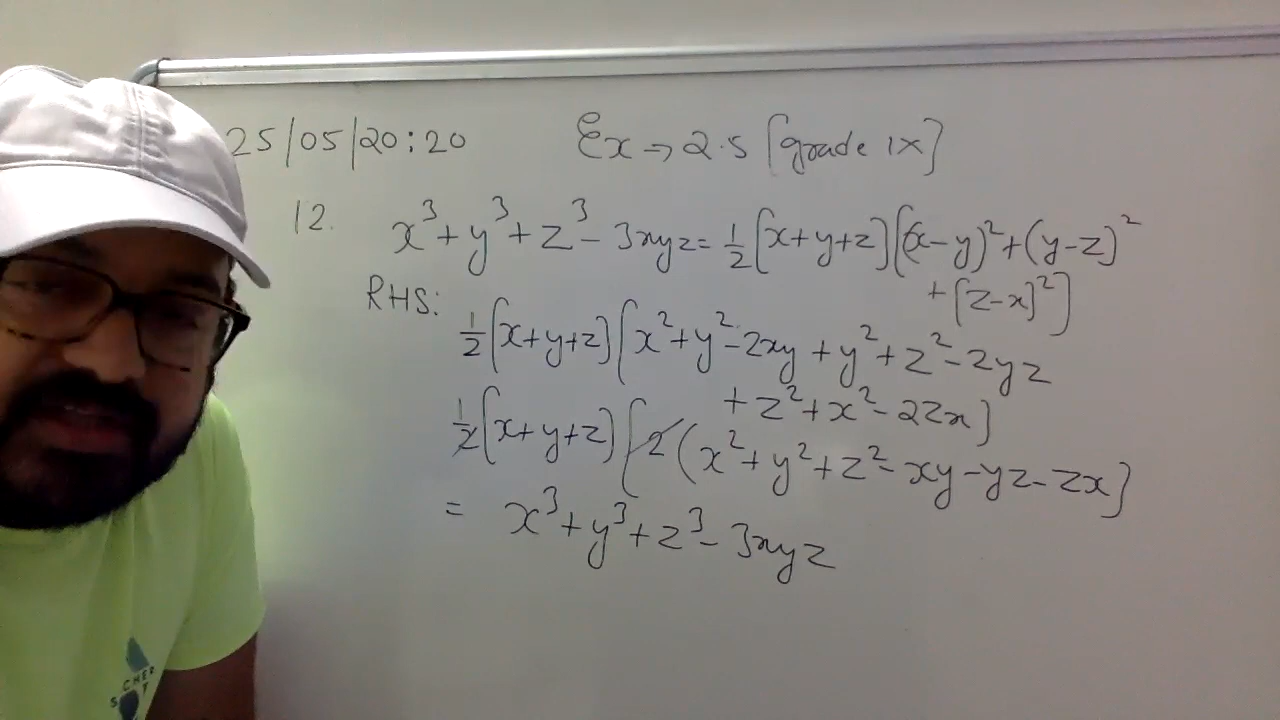 25/05/20:20 Ex → 2.5 [grade IX]
12. x³+y³+z³-3xyz=½[x+y+z][(x-y)²+(y-z)²
+[z-x]²]
RHS:
½[x+y+z][x²+y²-2xy+y²+z²-2yz
+z²+x²-2zx]
½[x+y+z][2(x²+y²+z²-xy-yz-zx]
= x³+y³+z³-3xyz